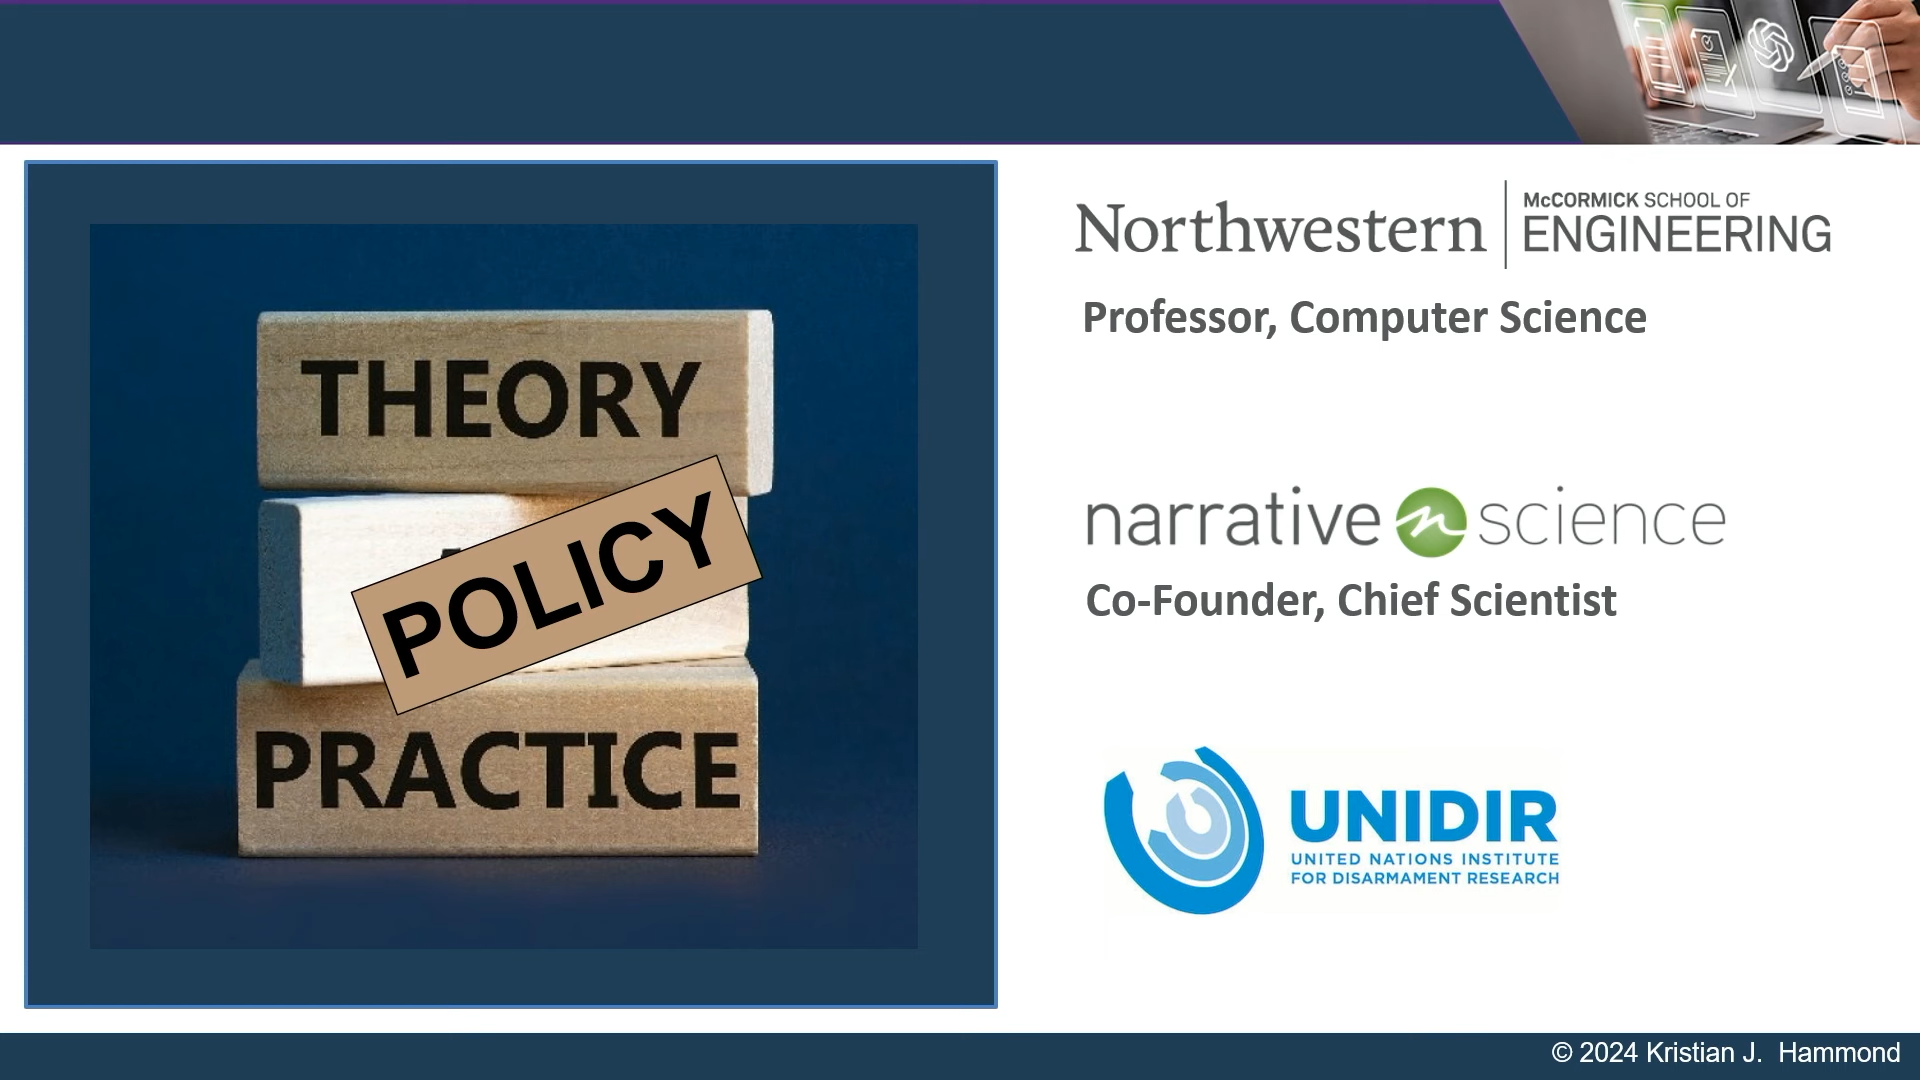 THEORY
POLICY
PRACTICE
Northwestern
McCORMICK SCHOOL OF
ENGINEERING
Professor, Computer Science
narrative science
Co-Founder, Chief Scientist
UNIDIR
UNITED NATIONS INSTITUTE
FOR DISARMAMENT RESEARCH
© 2024 Kristian J. Hammond